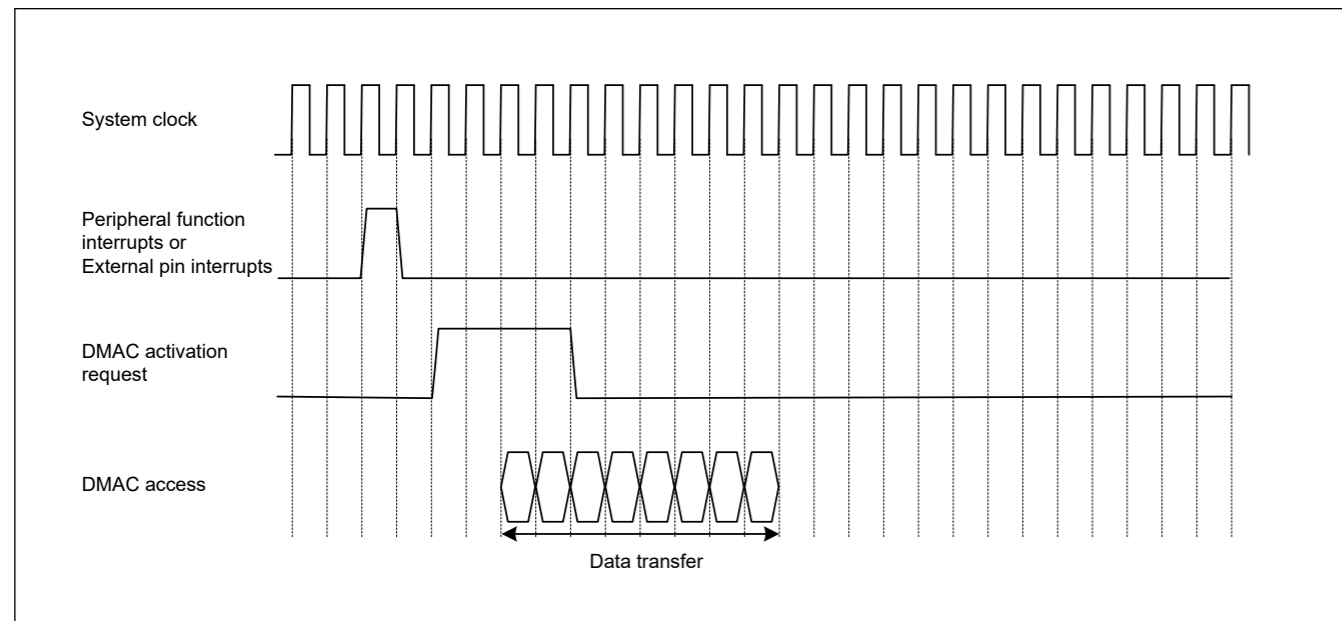 System clock
Peripheral function
interrupts or
External pin interrupts
DMAC activation
request
DMAC access
Data transfer